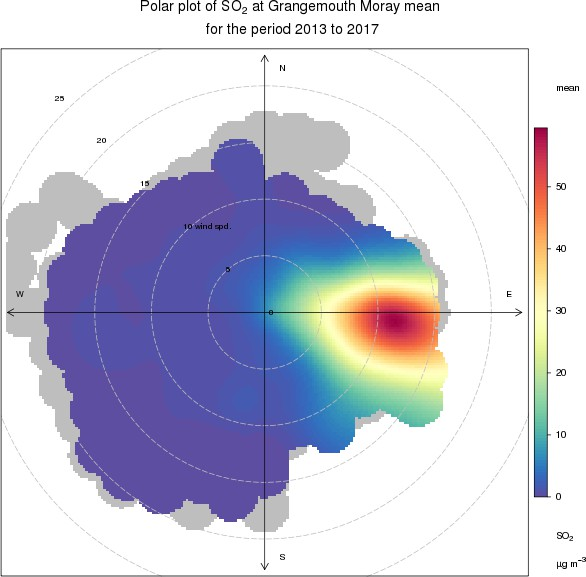 Polar plot of SO₂ at Grangemouth Moray mean
for the period 2013 to 2017
mean
N
25
20
15
10 wind spd.
5
0
W
E
S
50
40
30
20
10
0
SO₂
µg m⁻³